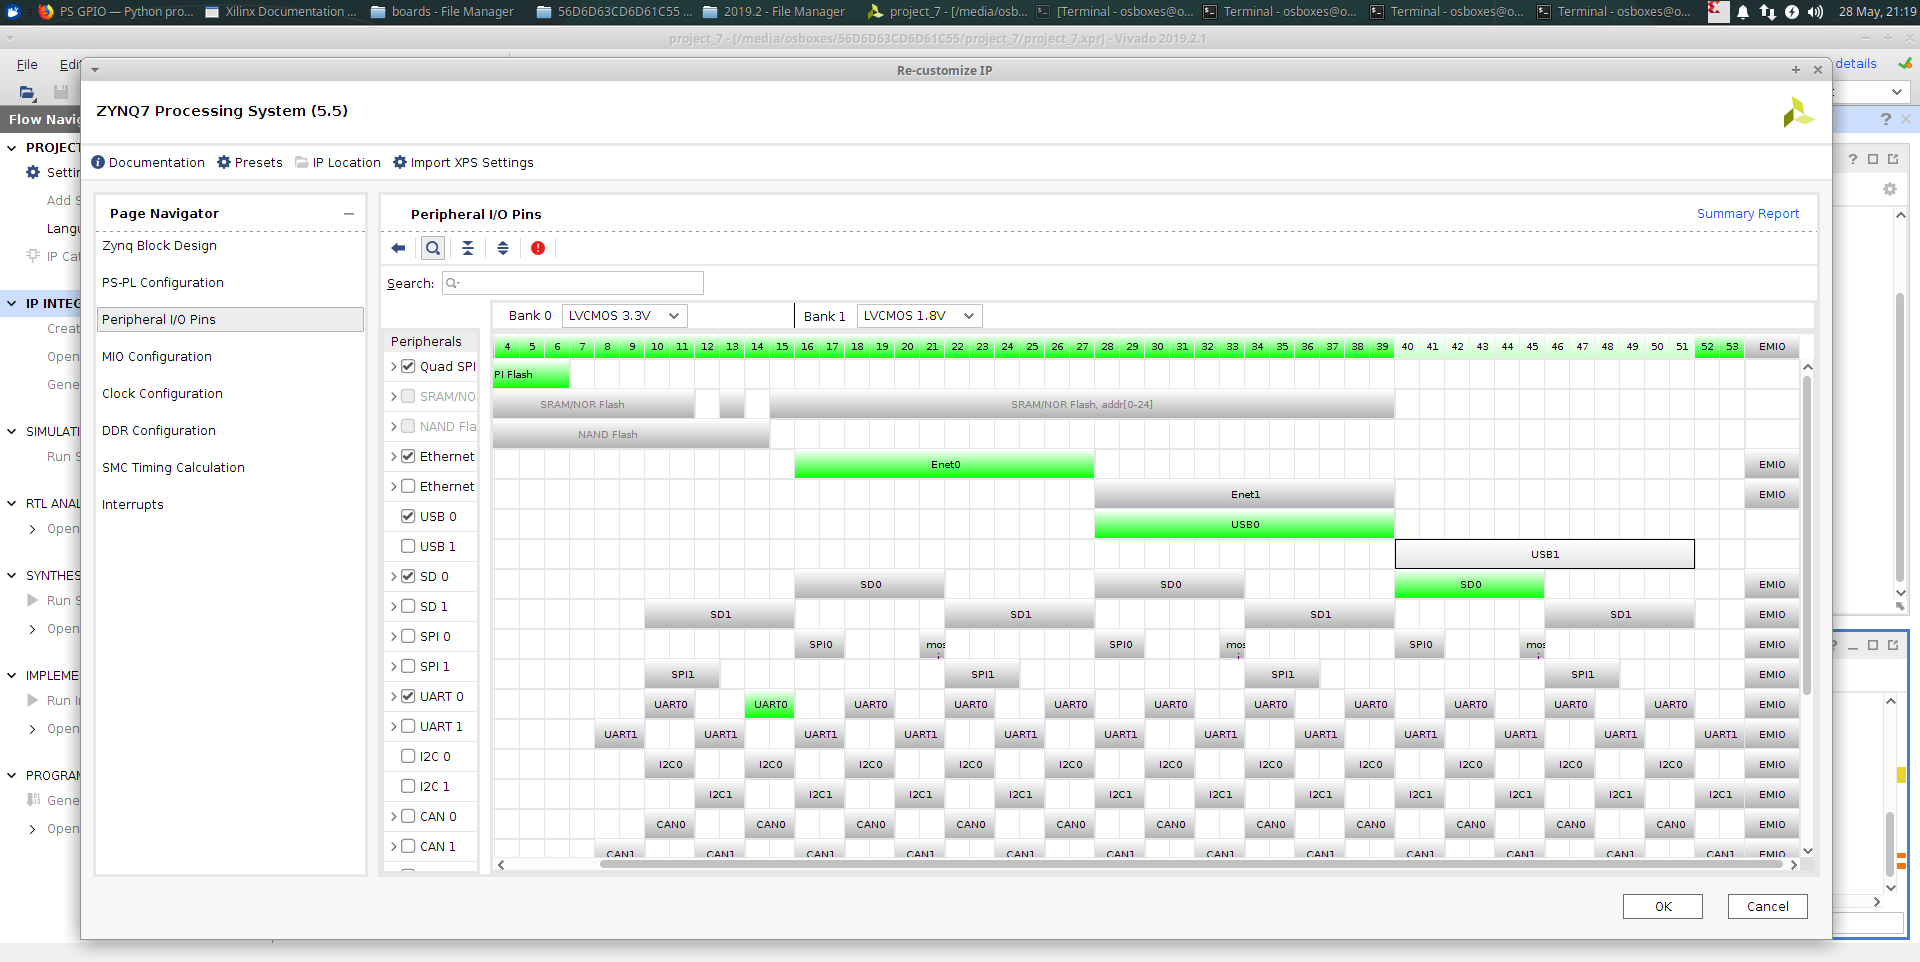 PS GPIO — Python pro... Xilinx Documentation ... boards - File Manager 56D6D63CD6D61C55 ... 2019.2 - File Manager project_7 - [/media/osb... [Terminal - osboxes@o... Terminal - osboxes@o... Terminal - osboxes@o... Terminal - osboxes@o... 28 May, 21:19
project_7 - [/media/osboxes/56D6D63CD6D61C55/project_7/project_7.xpr] - Vivado 2019.2.1
File Edi details
Re-customize IP
ZYNQ7 Processing System (5.5)
Flow Navig
Documentation Presets IP Location Import XPS Settings
PROJECT
Settin
Add S
Langu
IP Cat
IP INTEG
Creat
Open
Gene
SIMULATI
Run S
RTL ANAL
Open
SYNTHES
Run S
Open
IMPLEME
Run In
Open
PROGRAM
Gene
Open
Page Navigator
Zynq Block Design
PS-PL Configuration
Peripheral I/O Pins
MIO Configuration
Clock Configuration
DDR Configuration
SMC Timing Calculation
Interrupts
Peripheral I/O Pins Summary Report
Search:
Bank 0 LVCMOS 3.3V Bank 1 LVCMOS 1.8V
Peripherals 4 5 6 7 8 9 10 11 12 13 14 15 16 17 18 19 20 21 22 23 24 25 26 27 28 29 30 31 32 33 34 35 36 37 38 39 40 41 42 43 44 45 46 47 48 49 50 51 52 53 EMIO
Quad SPI PI Flash
SRAM/NO SRAM/NOR Flash SRAM/NOR Flash, addr[0-24]
NAND Fla NAND Flash
Ethernet Enet0 EMIO
Ethernet Enet1 EMIO
USB 0 USB0
USB 1 USB1
SD 0 SD0 SD0 SD0 EMIO
SD 1 SD1 SD1 SD1 SD1 EMIO
SPI 0 SPI0 mosi SPI0 mosi SPI0 mosi EMIO
SPI 1 SPI1 SPI1 SPI1 SPI1 EMIO
UART 0 UART0 UART0 UART0 UART0 UART0 UART0 UART0 UART0 UART0 UART0 UART0 EMIO
UART 1 UART1 UART1 UART1 UART1 UART1 UART1 UART1 UART1 UART1 UART1 UART1 UART1 EMIO
I2C 0 I2C0 I2C0 I2C0 I2C0 I2C0 I2C0 I2C0 I2C0 I2C0 I2C0 I2C0 EMIO
I2C 1 I2C1 I2C1 I2C1 I2C1 I2C1 I2C1 I2C1 I2C1 I2C1 I2C1 I2C1 EMIO
CAN 0 CAN0 CAN0 CAN0 CAN0 CAN0 CAN0 CAN0 CAN0 CAN0 CAN0 CAN0 EMIO
CAN 1 CAN1 CAN1 CAN1 CAN1 CAN1 CAN1 CAN1 CAN1 CAN1 CAN1 CAN1 CAN1 EMIO
OK Cancel